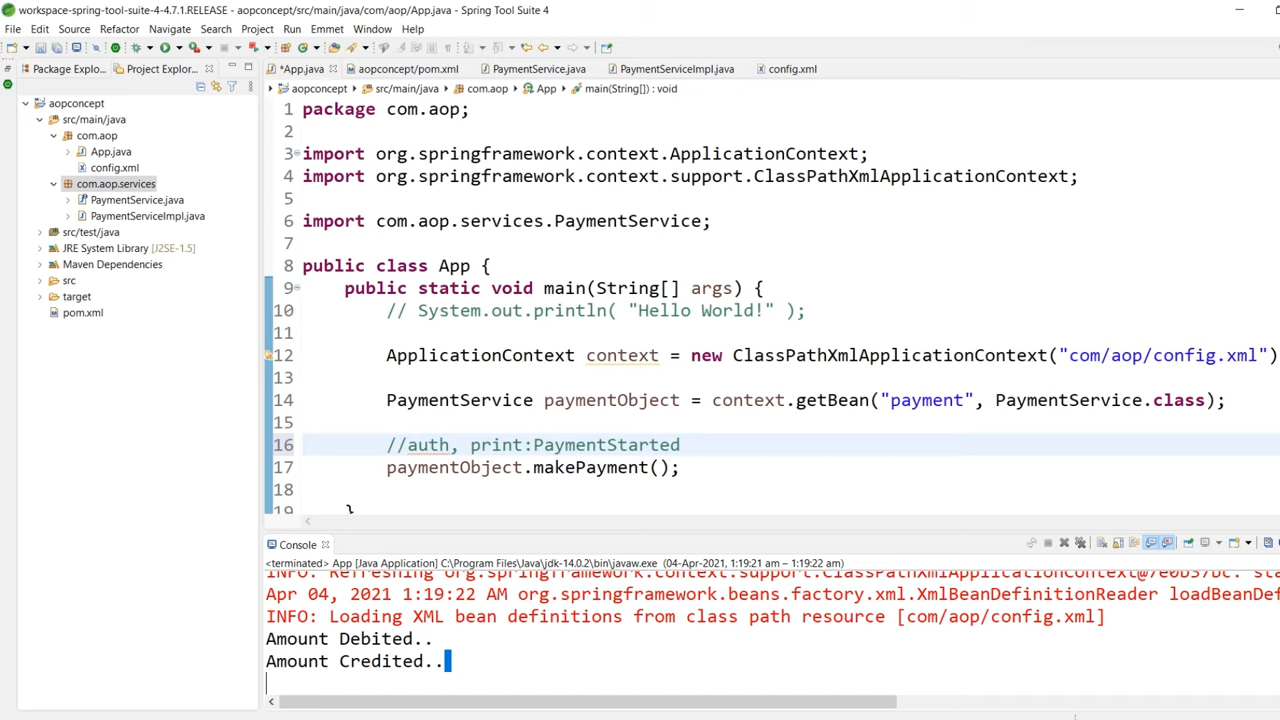 workspace-spring-tool-suite-4-4.7.1.RELEASE - aopconcept/src/main/java/com/aop/App.java - Spring Tool Suite 4
File Edit Source Refactor Navigate Search Project Run Emmet Window Help
Package Explo... Project Explor... *App.java aopconcept/pom.xml PaymentService.java PaymentServiceImpl.java config.xml
aopconcept src/main/java com.aop App main(String[]) : void
aopconcept
src/main/java
com.aop
App.java
config.xml
com.aop.services
PaymentService.java
PaymentServiceImpl.java
src/test/java
JRE System Library [J2SE-1.5]
Maven Dependencies
src
target
pom.xml
1 package com.aop;
2
3 import org.springframework.context.ApplicationContext;
4 import org.springframework.context.support.ClassPathXmlApplicationContext;
5
6 import com.aop.services.PaymentService;
7
8 public class App {
9 public static void main(String[] args) {
10 // System.out.println( "Hello World!" );
11
12 ApplicationContext context = new ClassPathXmlApplicationContext("com/aop/config.xml")
13
14 PaymentService paymentObject = context.getBean("payment", PaymentService.class);
15
16 //auth, print:PaymentStarted
17 paymentObject.makePayment();
18
19 }
Console
<terminated> App [Java Application] C:\Program Files\Java\jdk-14.0.2\bin\javaw.exe (04-Apr-2021, 1:19:21 am – 1:19:22 am)
INFO: Refreshing org.springframework.context.support.ClassPathXmlApplicationContext@7e0b37bc: sta
Apr 04, 2021 1:19:22 AM org.springframework.beans.factory.xml.XmlBeanDefinitionReader loadBeanDef
INFO: Loading XML bean definitions from class path resource [com/aop/config.xml]
Amount Debited..
Amount Credited..